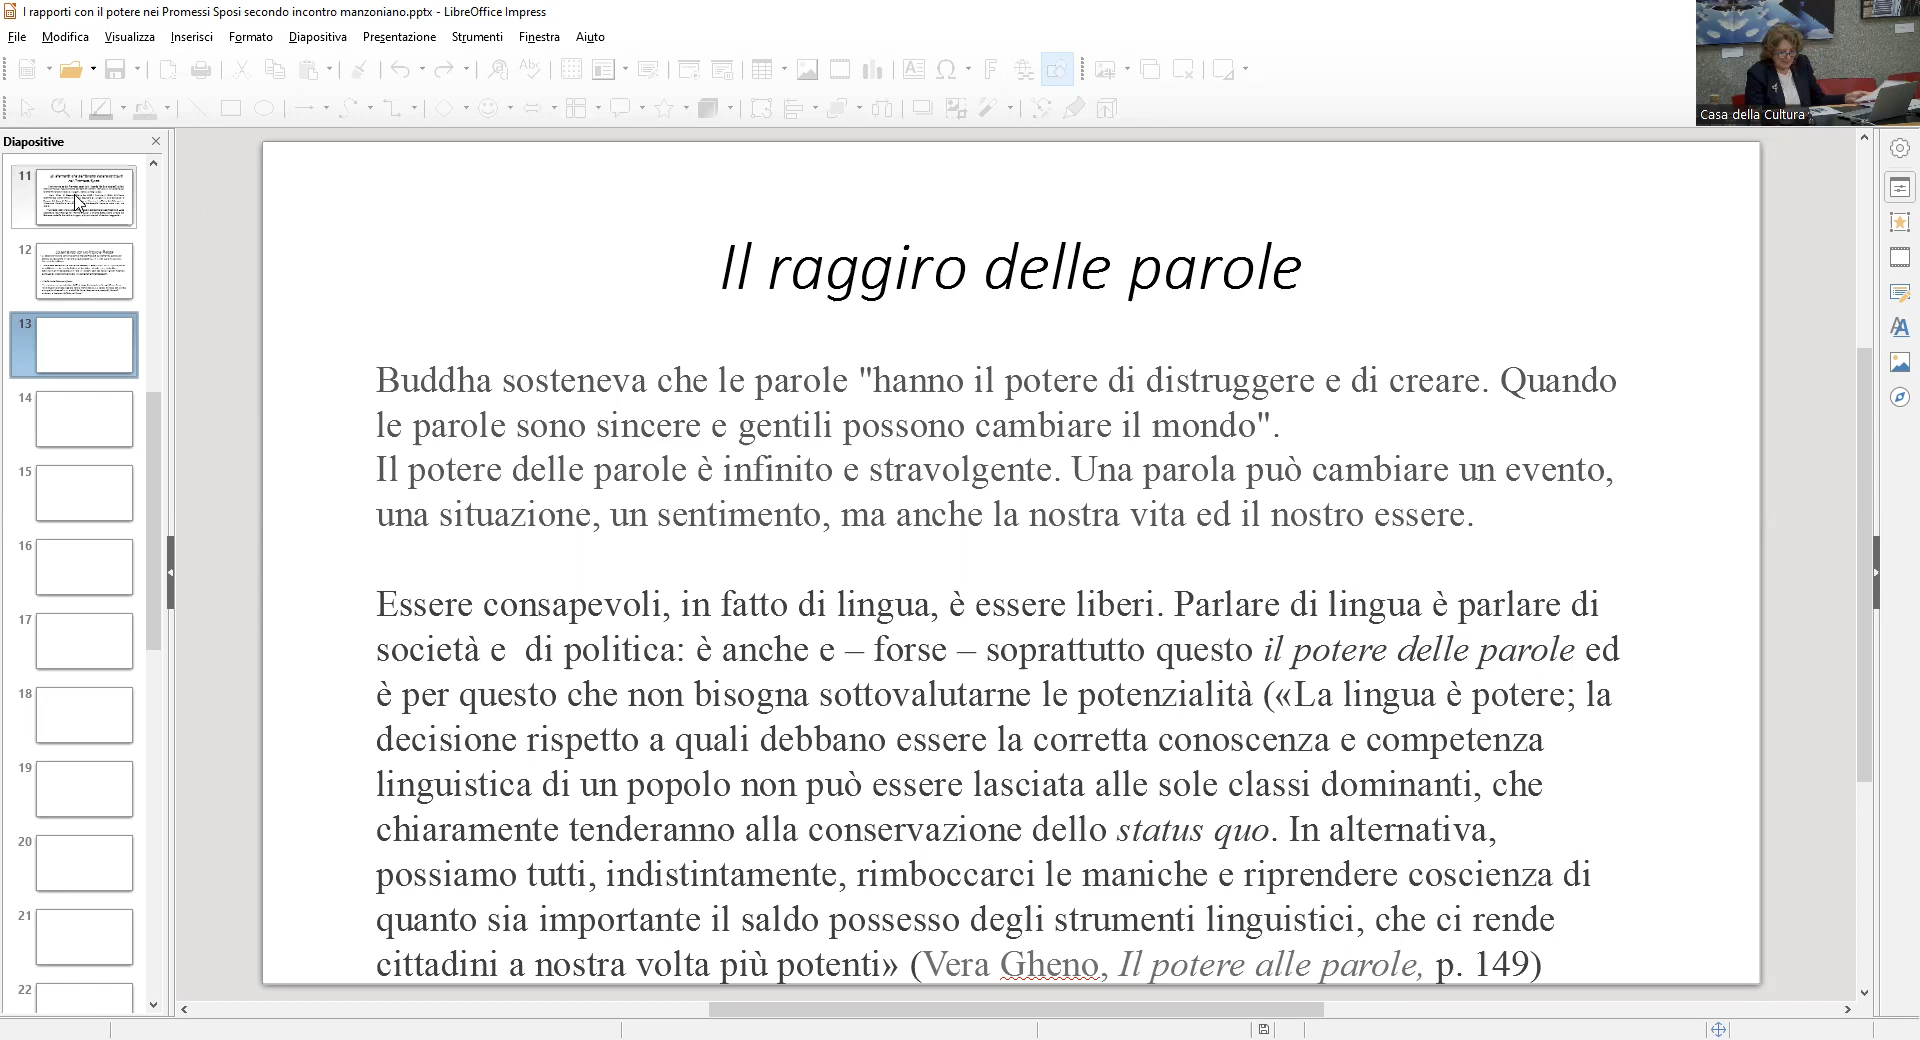 I rapporti con il potere nei Promessi Sposi secondo incontro manzoniano.pptx - LibreOffice Impress
File Modifica Visualizza Inserisci Formato Diapositiva Presentazione Strumenti Finestra Aiuto
Casa della Cultura
Diapositive
11
12
13
14
15
16
17
18
19
20
21
22
Il raggiro delle parole
Buddha sosteneva che le parole "hanno il potere di distruggere e di creare. Quando
le parole sono sincere e gentili possono cambiare il mondo".
Il potere delle parole è infinito e stravolgente. Una parola può cambiare un evento,
una situazione, un sentimento, ma anche la nostra vita ed il nostro essere.
Essere consapevoli, in fatto di lingua, è essere liberi. Parlare di lingua è parlare di
società e  di politica: è anche e – forse – soprattutto questo il potere delle parole ed
è per questo che non bisogna sottovalutarne le potenzialità («La lingua è potere; la
decisione rispetto a quali debbano essere la corretta conoscenza e competenza
linguistica di un popolo non può essere lasciata alle sole classi dominanti, che
chiaramente tenderanno alla conservazione dello status quo. In alternativa,
possiamo tutti, indistintamente, rimboccarci le maniche e riprendere coscienza di
quanto sia importante il saldo possesso degli strumenti linguistici, che ci rende
cittadini a nostra volta più potenti» (Vera Gheno, Il potere alle parole, p. 149)